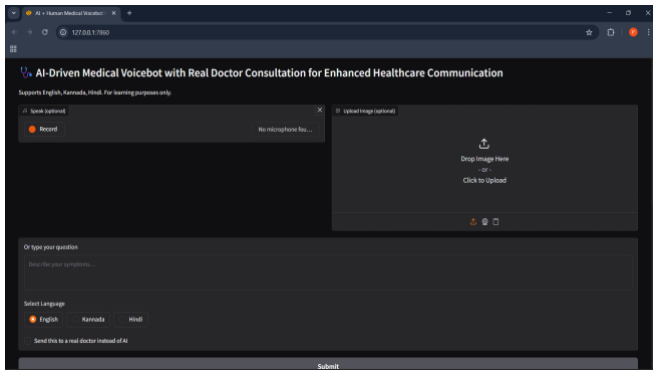 AI + Human Medical Voicebot
127.0.0.1:7860
AI-Driven Medical Voicebot with Real Doctor Consultation for Enhanced Healthcare Communication
Supports English, Kannada, Hindi. For learning purposes only.
Speak (optional)
Record
No microphone fou...
Upload Image (optional)
Drop Image Here
- or -
Click to Upload
Or type your question
Describe your symptoms...
Select Language
English Kannada Hindi
Send this to a real doctor instead of AI
Submit